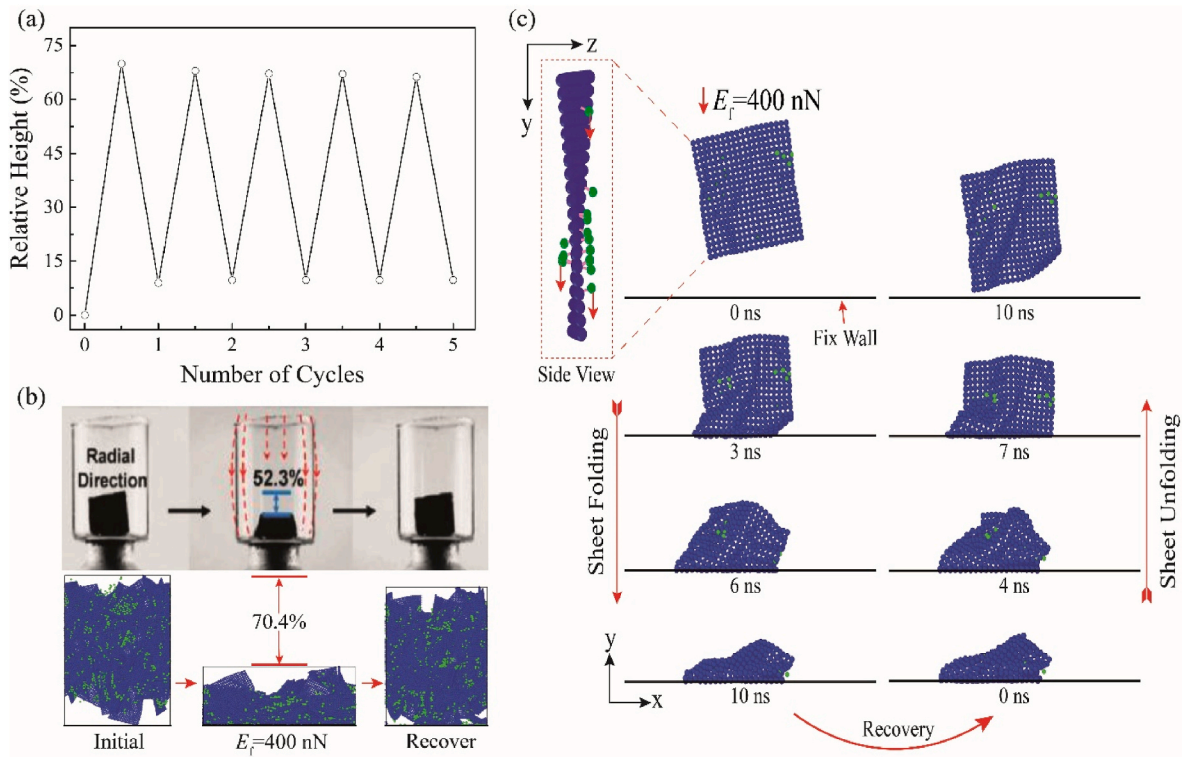 (a)
Relative Height (%)
75
60
45
30
15
0
0
1
2
3
4
5
Number of Cycles
(b)
Radial
Direction
52.3%
70.4%
Initial
E_f=400 nN
Recover
(c)
z
y
E_f=400 nN
Side View
0 ns
Fix Wall
10 ns
3 ns
7 ns
Sheet Folding
Sheet Unfolding
6 ns
4 ns
y
x
10 ns
0 ns
Recovery